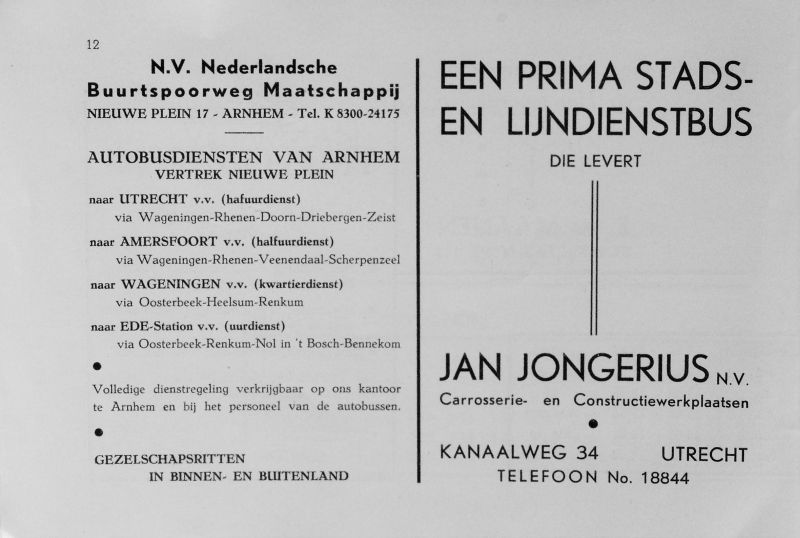 12
N.V. Nederlandsche
Buurtspoorweg Maatschappij
NIEUWE PLEIN 17 - ARNHEM - Tel. K 8300-24175
AUTOBUSDIENSTEN VAN ARNHEM
VERTREK NIEUWE PLEIN
naar UTRECHT v.v. (hafuurdienst)
via Wageningen-Rhenen-Doorn-Driebergen-Zeist
naar AMERSFOORT v.v. (halfuurdienst)
via Wageningen-Rhenen-Veenendaal-Scherpenzeel
naar WAGENINGEN v.v. (kwartierdienst)
via Oosterbeek-Heelsum-Renkum
naar EDE-Station v.v. (uurdienst)
via Oosterbeek-Renkum-Nol in 't Bosch-Bennekom
Volledige dienstregeling verkrijgbaar op ons kantoor
te Arnhem en bij het personeel van de autobussen.
GEZELSCHAPSRITTEN
IN BINNEN- EN BUITENLAND
EEN PRIMA STADS-
EN LIJNDIENSTBUS
DIE LEVERT
JAN JONGERIUS N.V.
Carrosserie- en Constructiewerkplaatsen
KANAALWEG 34 UTRECHT
TELEFOON No. 18844